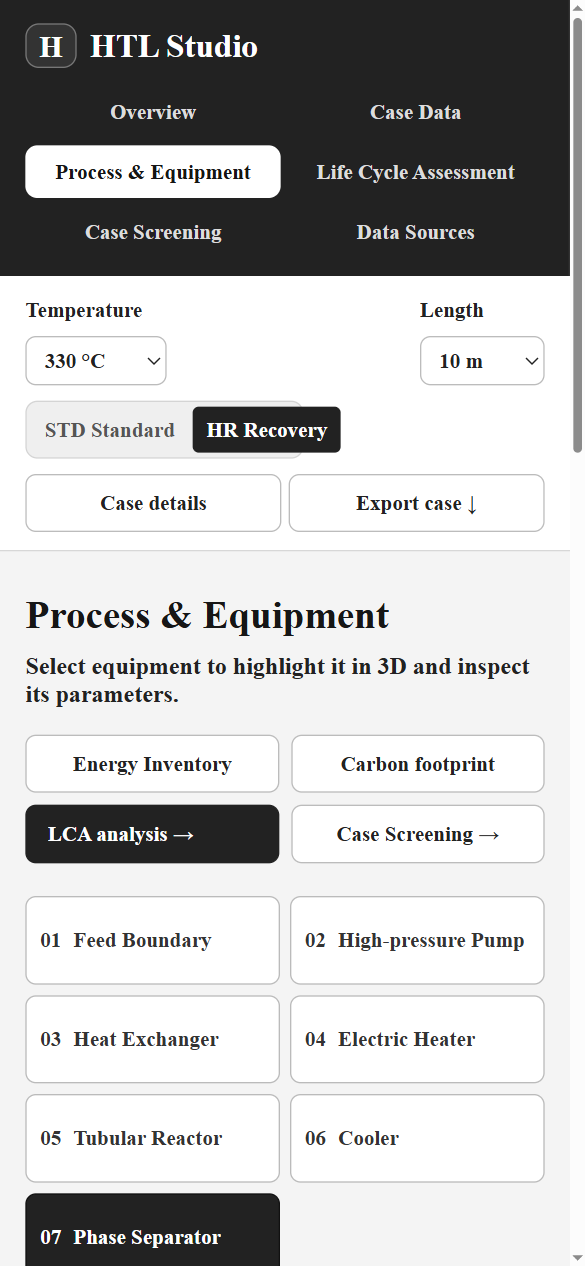 H HTL Studio
Overview Case Data
Process & Equipment Life Cycle Assessment
Case Screening Data Sources
Temperature Length
330 °C 10 m
STD Standard HR Recovery
Case details Export case ↓
Process & Equipment
Select equipment to highlight it in 3D and inspect
its parameters.
Energy Inventory Carbon footprint
LCA analysis → Case Screening →
01 Feed Boundary 02 High-pressure Pump
03 Heat Exchanger 04 Electric Heater
05 Tubular Reactor 06 Cooler
07 Phase Separator